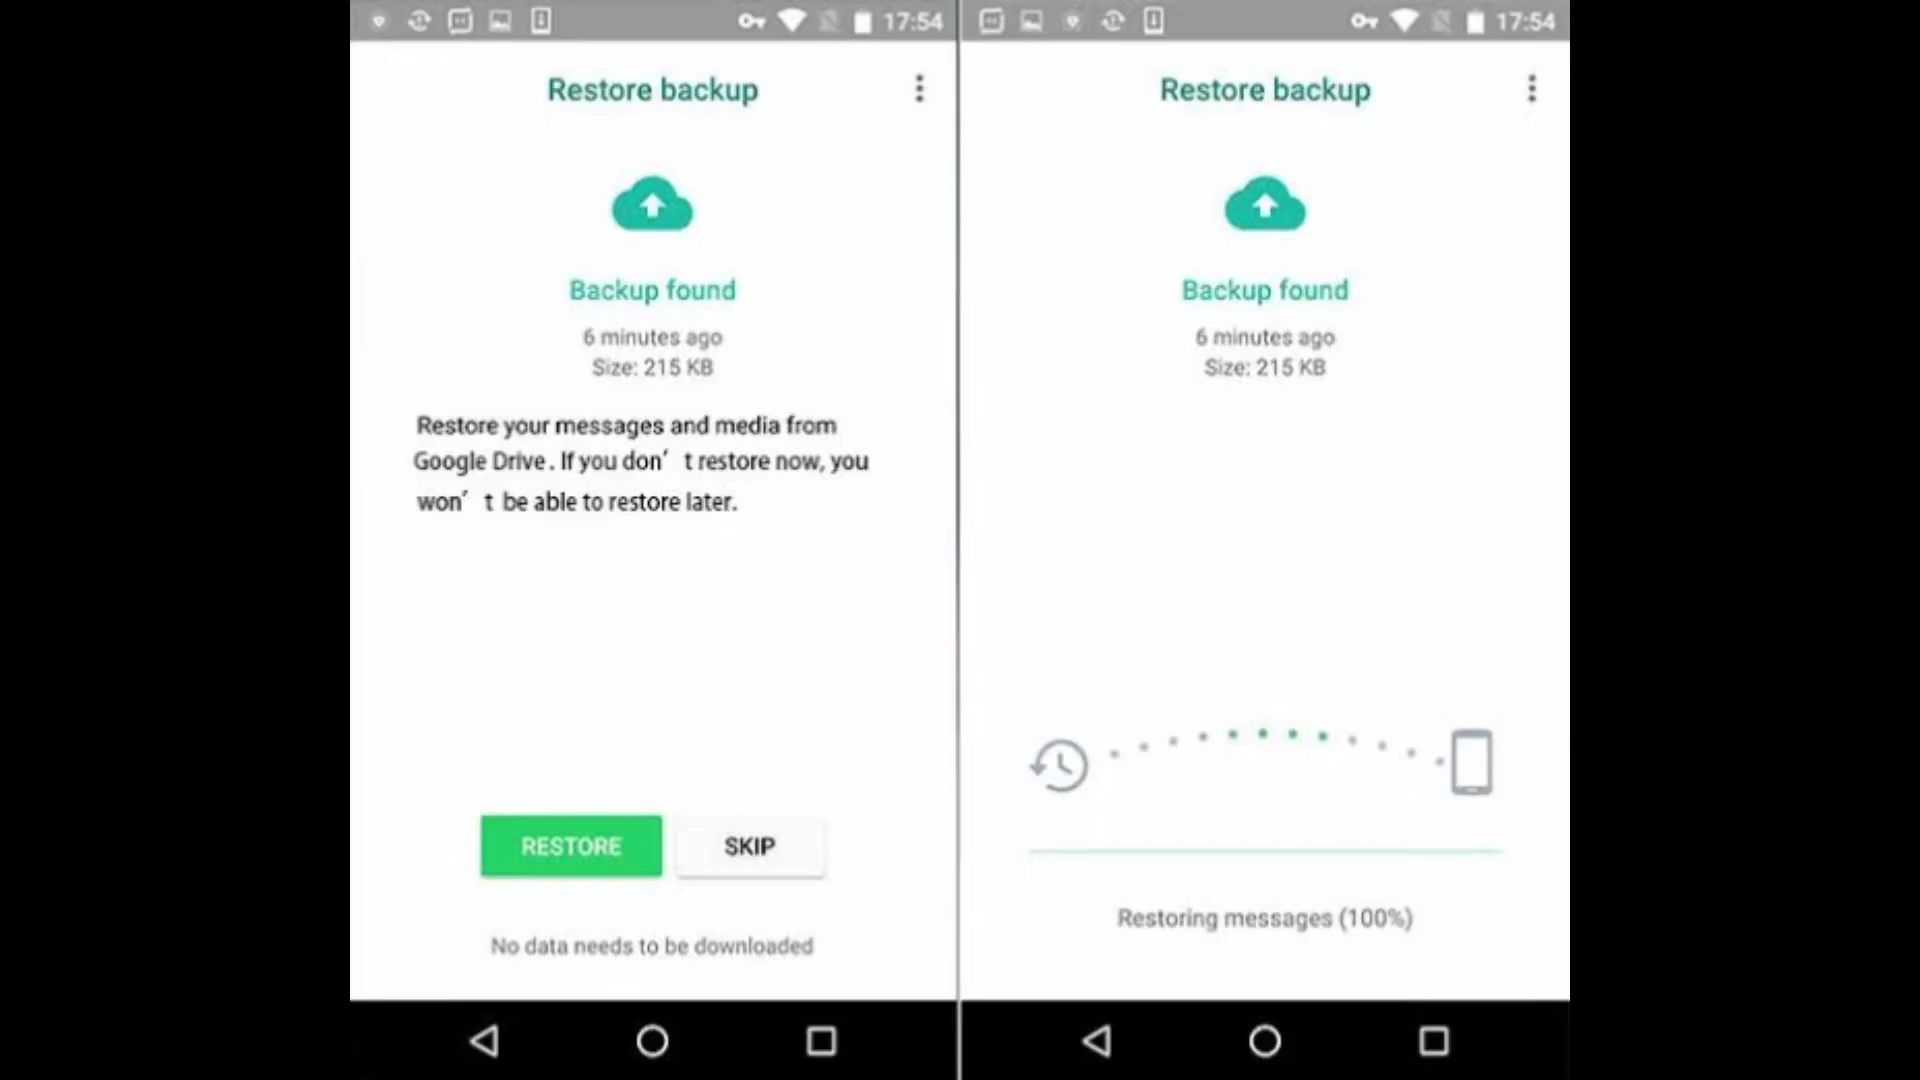 17:54
Restore backup
Backup found
6 minutes ago
Size: 215 KB
Restore your messages and media from
Google Drive. If you don't restore now, you
won't be able to restore later.
RESTORE
SKIP
No data needs to be downloaded
17:54
Restore backup
Backup found
6 minutes ago
Size: 215 KB
Restoring messages (100%)